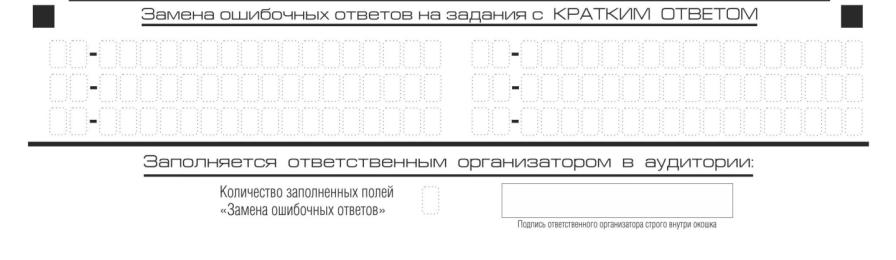 Замена ошибочных ответов на задания с КРАТКИМ ОТВЕТОМ
-
-
-
-
-
-
Заполняется ответственным организатором в аудитории:
Количество заполненных полей
«Замена ошибочных ответов»
Подпись ответственного организатора строго внутри окошка